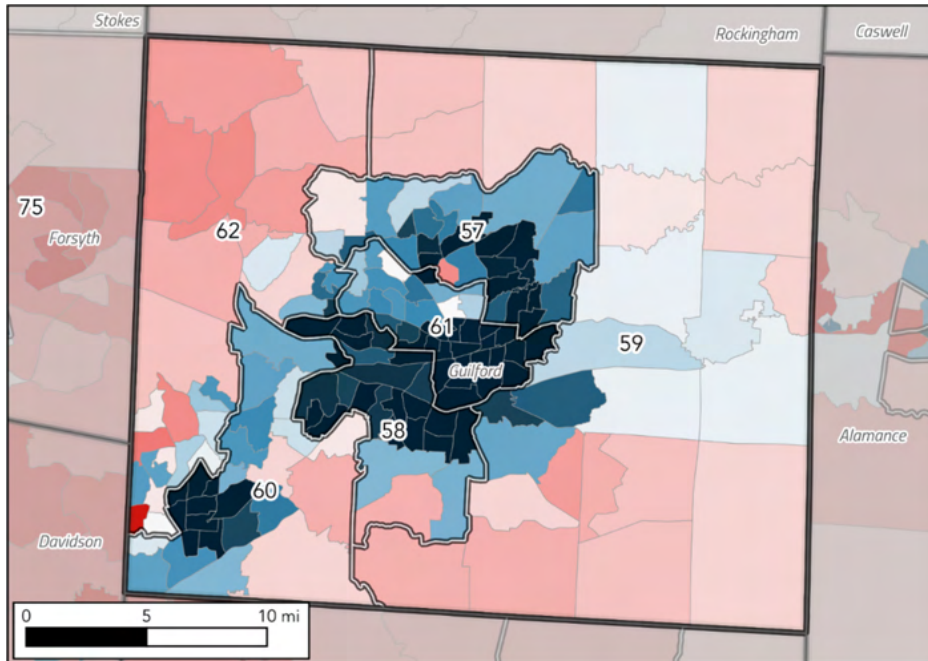 Stokes
Rockingham
Caswell
75
Forsyth
62
57
61
59
Guilford
58
Alamance
60
Davidson
0 5 10 mi